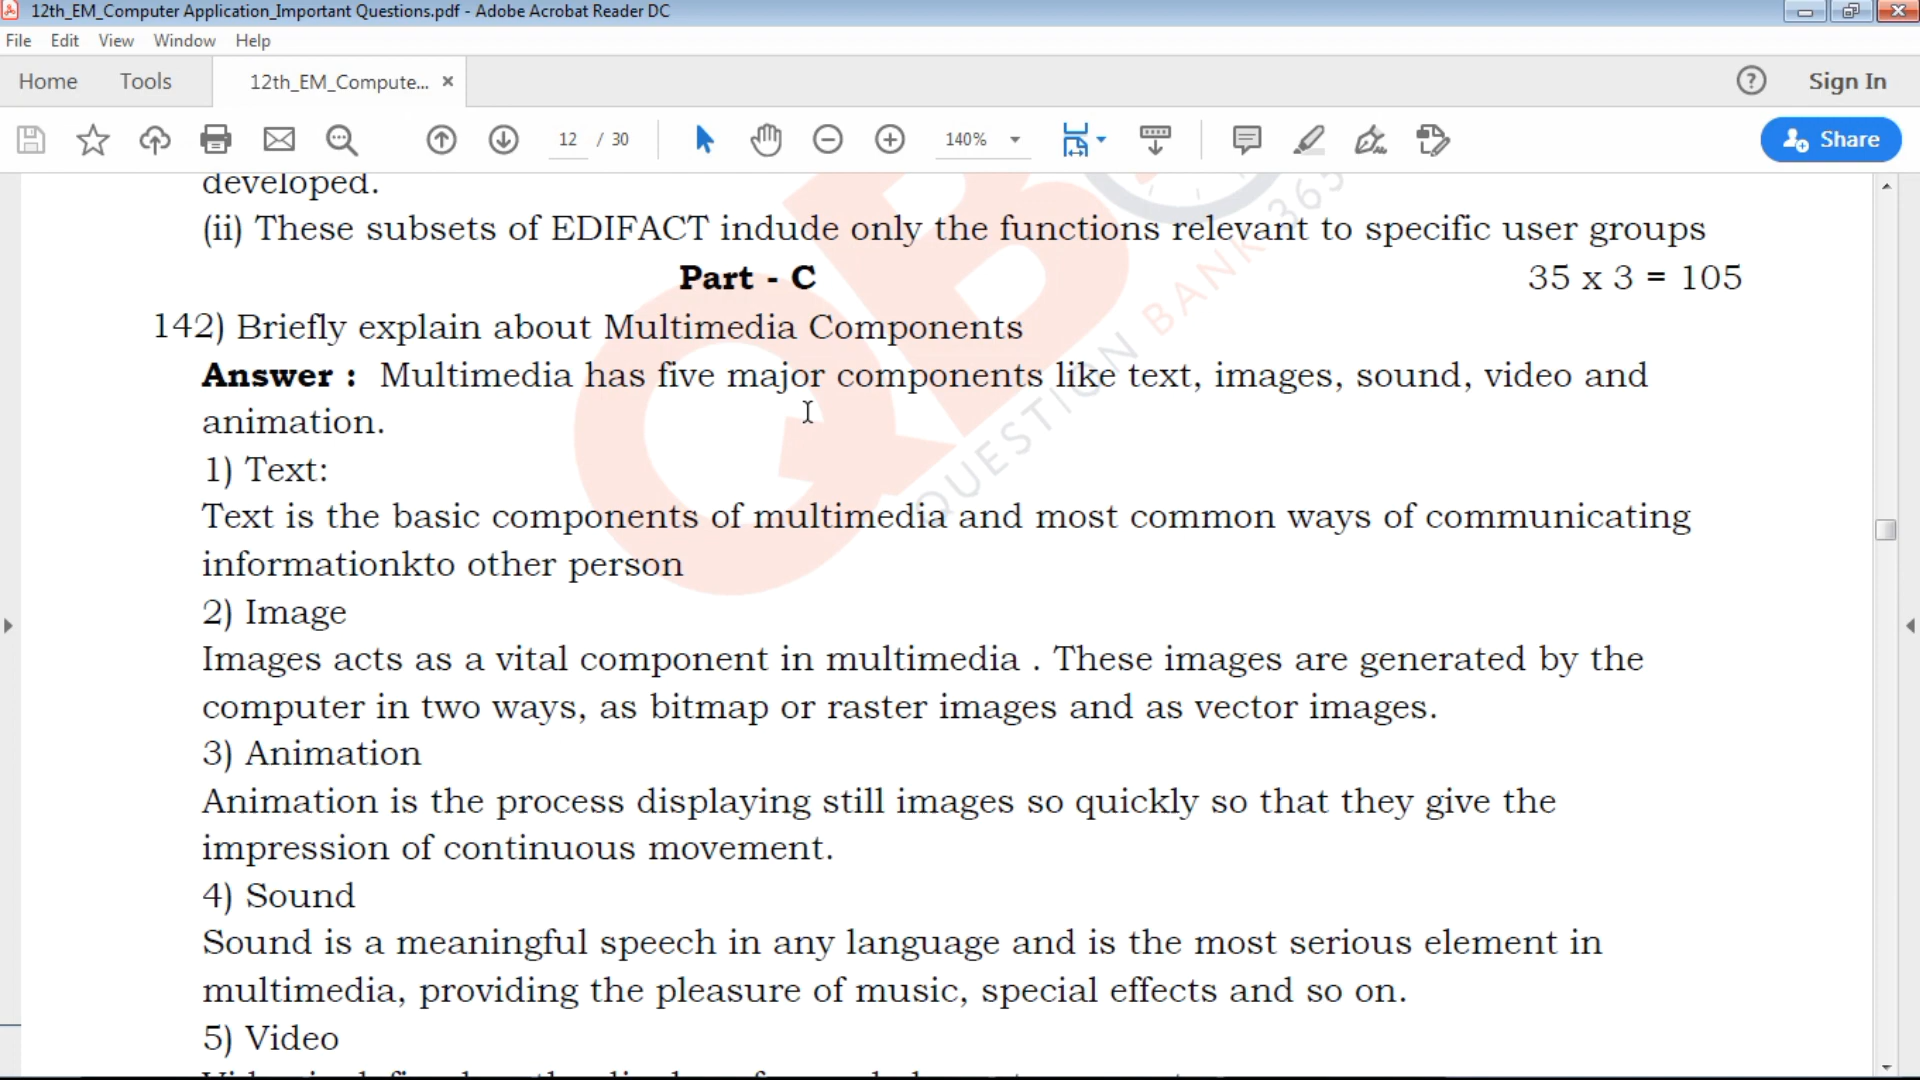 12th_EM_Computer Application_Important Questions.pdf - Adobe Acrobat Reader DC
File Edit View Window Help
Home Tools 12th_EM_Compute... × ? Sign In
12 / 30 140% Share
developed.
(ii) These subsets of EDIFACT indude only the functions relevant to specific user groups
Part - C 35 x 3 = 105
142) Briefly explain about Multimedia Components
Answer : Multimedia has five major components like text, images, sound, video and
animation.
1) Text:
Text is the basic components of multimedia and most common ways of communicating
informationkto other person
2) Image
Images acts as a vital component in multimedia . These images are generated by the
computer in two ways, as bitmap or raster images and as vector images.
3) Animation
Animation is the process displaying still images so quickly so that they give the
impression of continuous movement.
4) Sound
Sound is a meaningful speech in any language and is the most serious element in
multimedia, providing the pleasure of music, special effects and so on.
5) Video
QB
QUESTION BANK 365